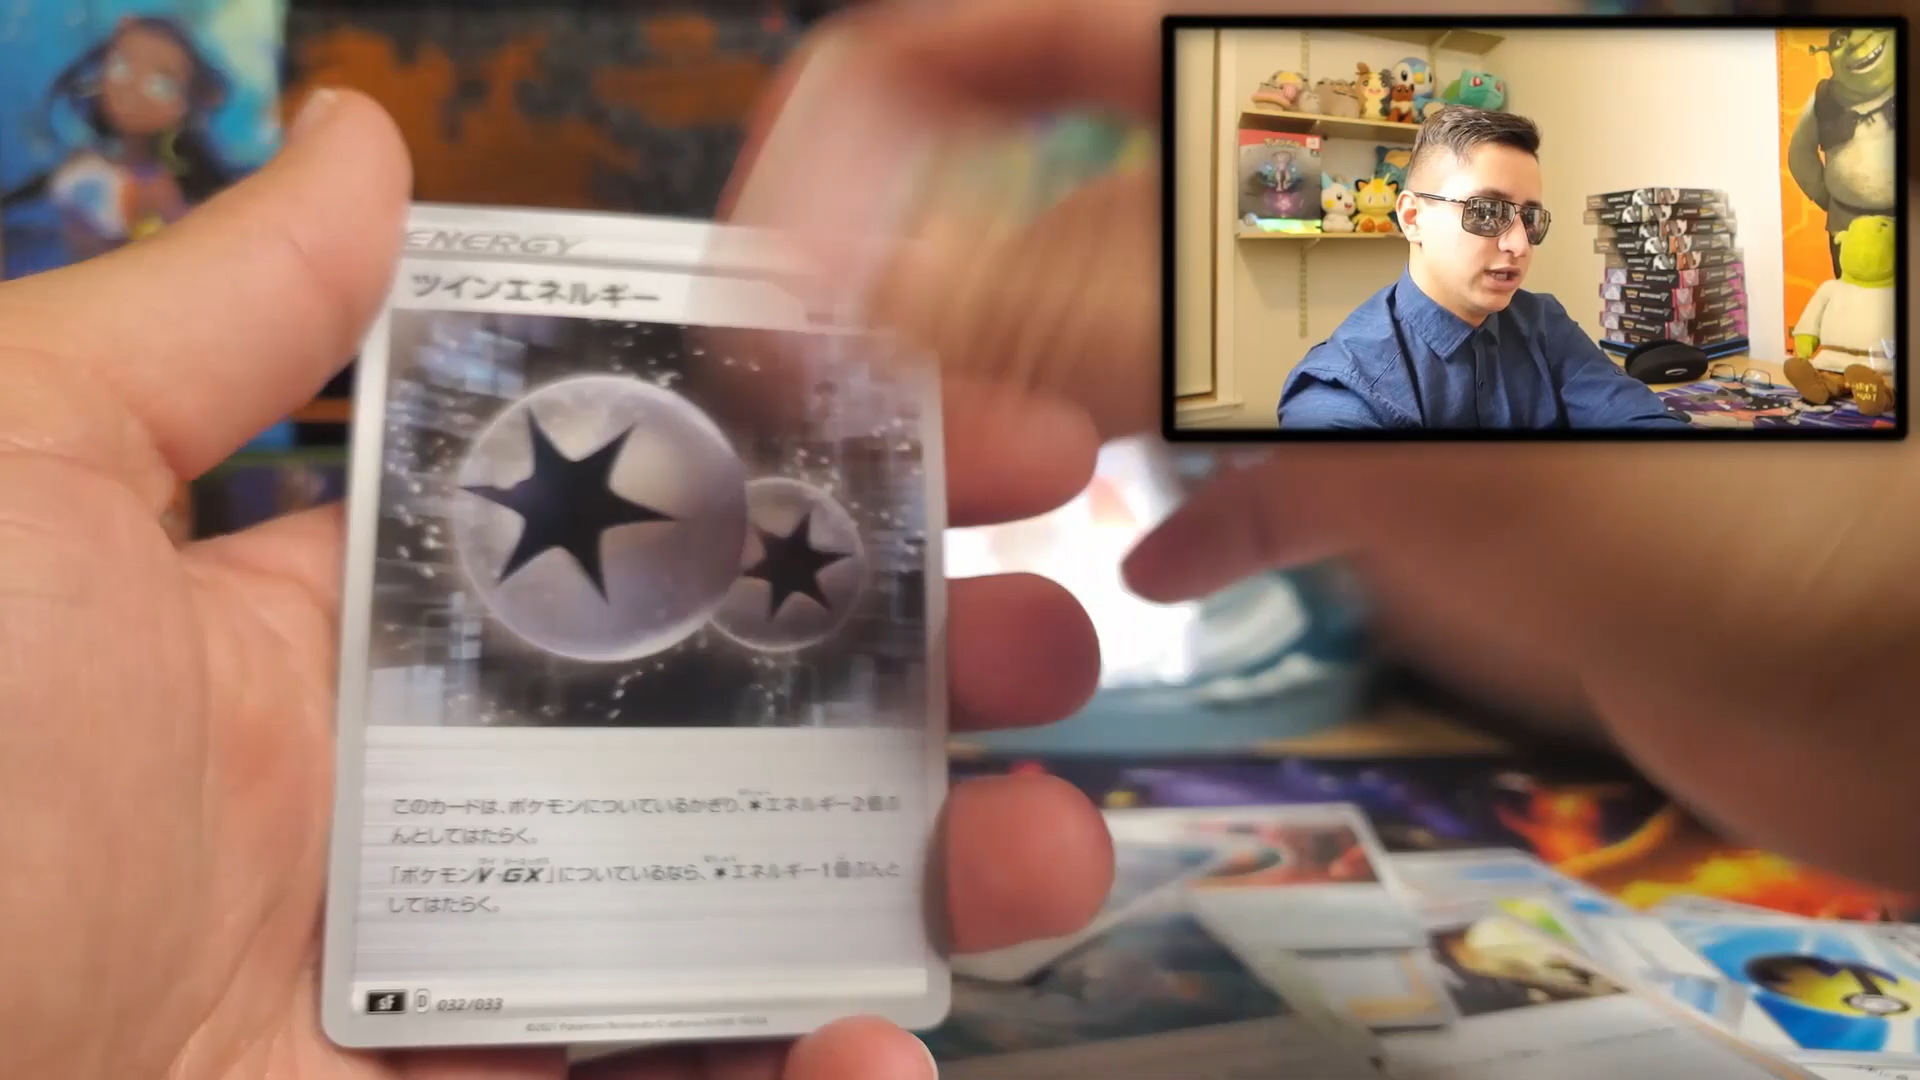 ENERGY
ツインエネルギー
このカードは、ポケモンについているかぎり、エネルギー2個ぶ
んとしてはたらく。
「ポケモンV・GX」についているなら、エネルギー1個ぶんと
してはたらく。
sF D 032/033
Pokémon